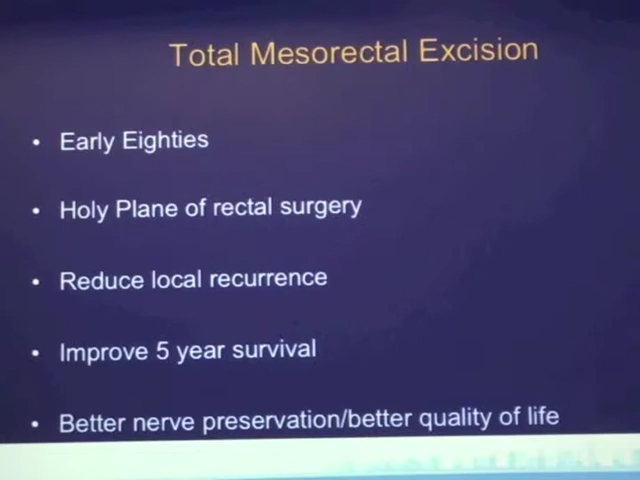 Total Mesorectal Excision
• Early Eighties
• Holy Plane of rectal surgery
• Reduce local recurrence
• Improve 5 year survival
• Better nerve preservation/better quality of life